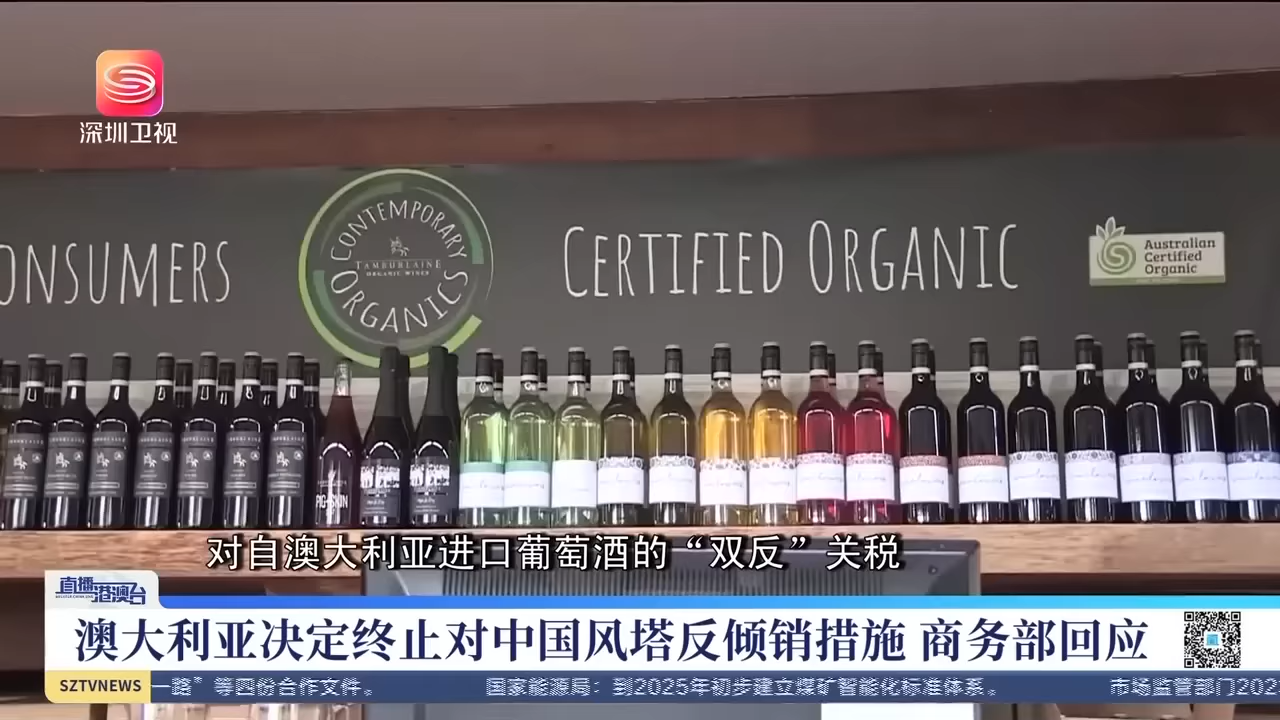 深圳卫视
ONSUMERS
CONTEMPORARY
TAMBURLAINE
ORGANIC WINES
ORGANICS
CERTIFIED ORGANIC
Australian
Certified
Organic
PIG-SKIN
对自澳大利亚进口葡萄酒的“双反”关税
直播港澳台
澳大利亚决定终止对中国风塔反倾销措施 商务部回应
SZTVNEWS
一路”等四份合作文件。 国家能源局：到2025年初步建立煤矿智能化标准体系。 市场监管部门202